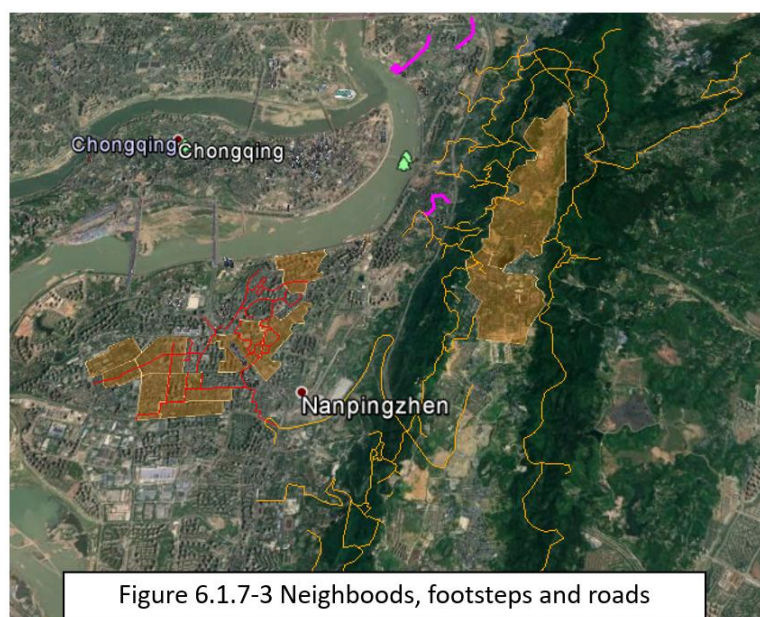 Chongqing
Chongqing
Nanpingzhen
Figure 6.1.7-3 Neighboods, footsteps and roads